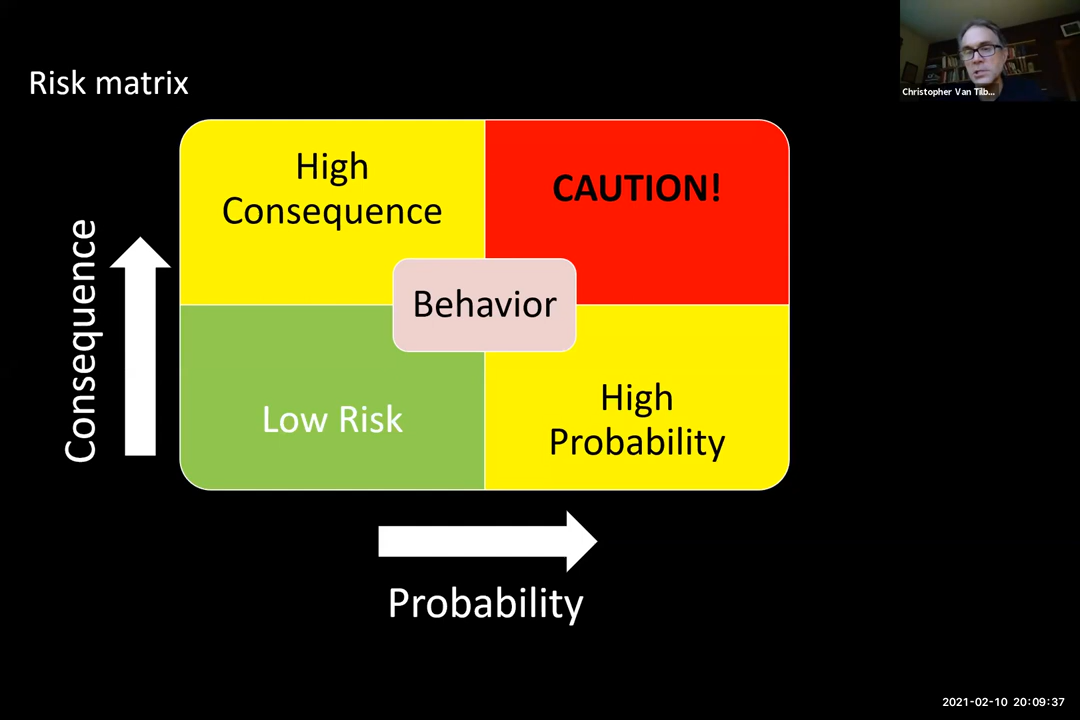 Christopher Van Tilb...
Risk matrix
High
Consequence
CAUTION!
Behavior
Low Risk
High
Probability
Consequence
Probability
2021-02-10 20:09:37